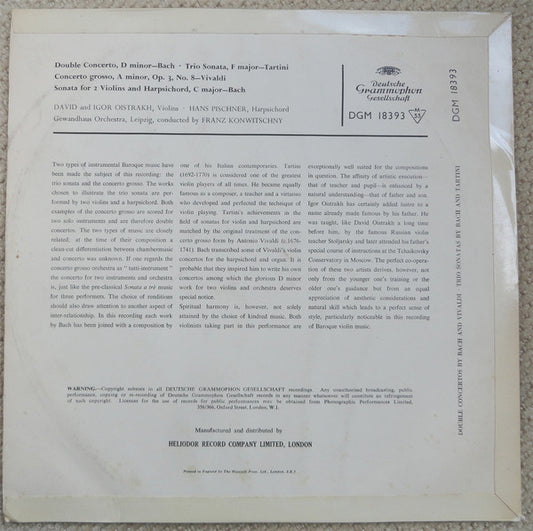 Double Concerto, D minor—Bach · Trio Sonata, F major—Tartini
Concerto grosso, A minor, Op. 3, No. 8—Vivaldi
Sonata for 2 Violins and Harpsichord, C major—Bach
DAVID and IGOR OISTRAKH, Violins · HANS PISCHNER, Harpsichord
Gewandhaus Orchestra, Leipzig, conducted by FRANZ KONWITSCHNY
Deutsche
Grammophon
Gesellschaft
DGM 18393 M 33
DGM 18393
Two types of instrumental Baroque music have
been made the subject of this recording: the
trio sonata and the concerto grosso. The works
chosen to illustrate the trio sonata are per-
formed by two violins and a harpsichord. Both
examples of the concerto grosso are scored for
two solo instruments and are therefore double
concertos. The two types of music are closely
related; at the time of their composition a
clean-cut differentiation between chambermusic
and concerto was unknown. If one regards the
concerto grosso orchestra as " tutti-instrument "
the concerto for two instruments and orchestra
is, just like the pre-classical Sonata a trè music
for three performers. The choice of renditions
should also draw attention to another aspect of
inter-relationship. In this recording each work
by Bach has been joined with a composition by
one of his Italian contemporaries. Tartini
(1692-1770) is considered one of the greatest
violin players of all times. He became equally
famous as a composer, a teacher and a virtuoso
who developed and perfected the technique of
violin playing. Tartini's achievements in the
field of sonatas for violin and harpsichord are
matched by the original treatment of the con-
certo grosso form by Antonio Vivaldi (c.1676-
1741). Bach transcribed some of Vivaldi's violin
concertos for the harpsichord and the organ. It is
probable that they inspired him to write his own
concertos among which the glorious D minor
work for two violins and orchestra deserves
special notice.
Spiritual harmony is, however, not solely
attained by the choice of kindred music. Both
violinists taking part in this performance are
exceptionally well suited for the compositions
in question. The affinity of artistic execution—
that of teacher and pupil—is enhanced by a
natural understanding—that of father and son
Igor Oistrakh has certainly added lustre to a
name already made famous by his father. He
was taught, like David Oistrakh a long time
before him, by the famous Russian violin
teacher Stoljarsky and later attended his father's
special course of instructions at the Tchaikovsky
Conservatory in Moscow. The perfect co-opera-
tion of these two artists derives, however, not
only from the younger one's training or the
older one's guidance but from an equal
appreciation of aesthetic considerations and
natural skill which leads to a perfect sense of
style, particularly noticeable in this recording
of Baroque violin music.
DOUBLE CONCERTOS BY BACH AND VIVALDI TRIO SONATAS BY BACH AND TARTINI
WARNING.—Copyright subsists in all DEUTSCHE GRAMMOPHON GESELLSCHAFT recordings. Any unauthorised broadcasting, public
performance, copying or re-recording of Deutsche Grammophon Gesellschaft records in any manner whatsoever will constitute an infringement
of such copyright. Licences for the use of records for public performances may be obtained from Phonographic Performances Limited,
356/366, Oxford Street, London, W.1.
Manufactured and distributed by
HELIODOR RECORD COMPANY LIMITED, LONDON
Printed in England by The
Press Ltd., London, S.E.5